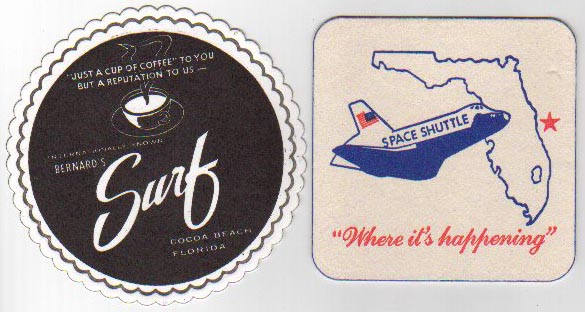 "JUST A CUP OF COFFEE" TO YOU
BUT A REPUTATION TO US —
INTERNATIONALLY KNOWN
BERNARD'S
Surf
COCOA BEACH
FLORIDA
SPACE SHUTTLE
"Where it's happening"